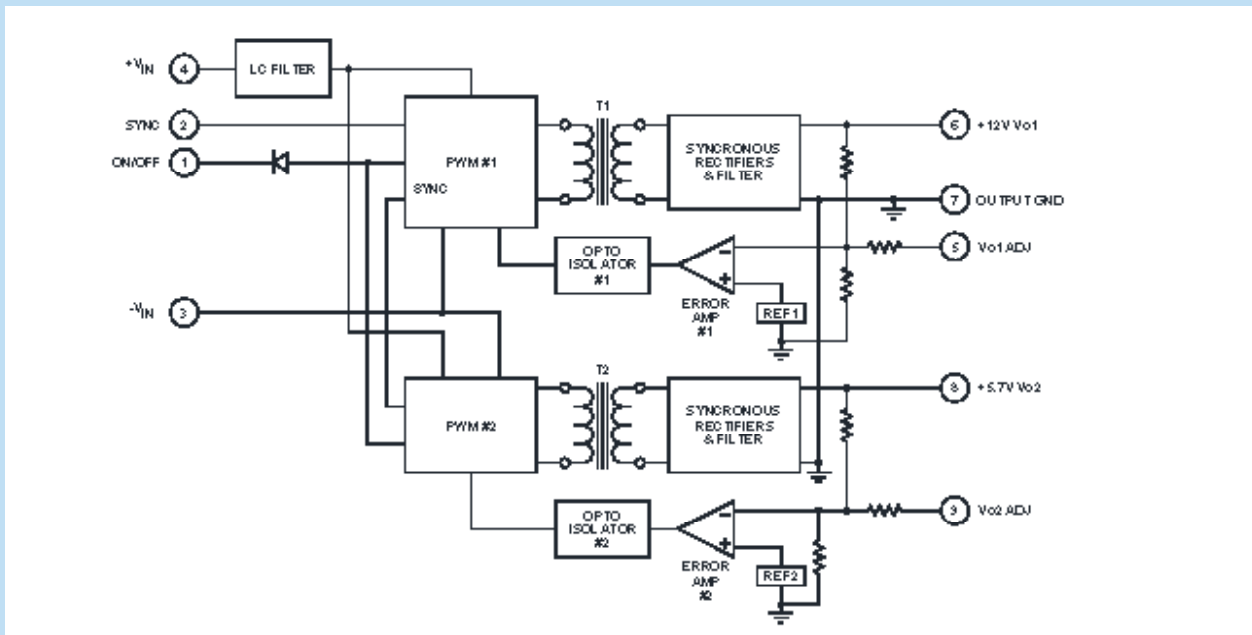 +VIN
4
LC FILTER
SYNC
2
ON/OFF
1
PWM #1
SYNC
T1
SYNCRONOUS
RECTIFIERS
& FILTER
6
+12V Vo1
7
OUTPUT GND
5
Vo1 ADJ
OPTO
ISOLATOR
#1
ERROR
AMP
#1
REF1
-VIN
3
PWM #2
T2
SYNCRONOUS
RECTIFIERS
& FILTER
8
+5.7V Vo2
9
Vo2 ADJ
OPTO
ISOLATOR
#2
ERROR
AMP
#2
REF2